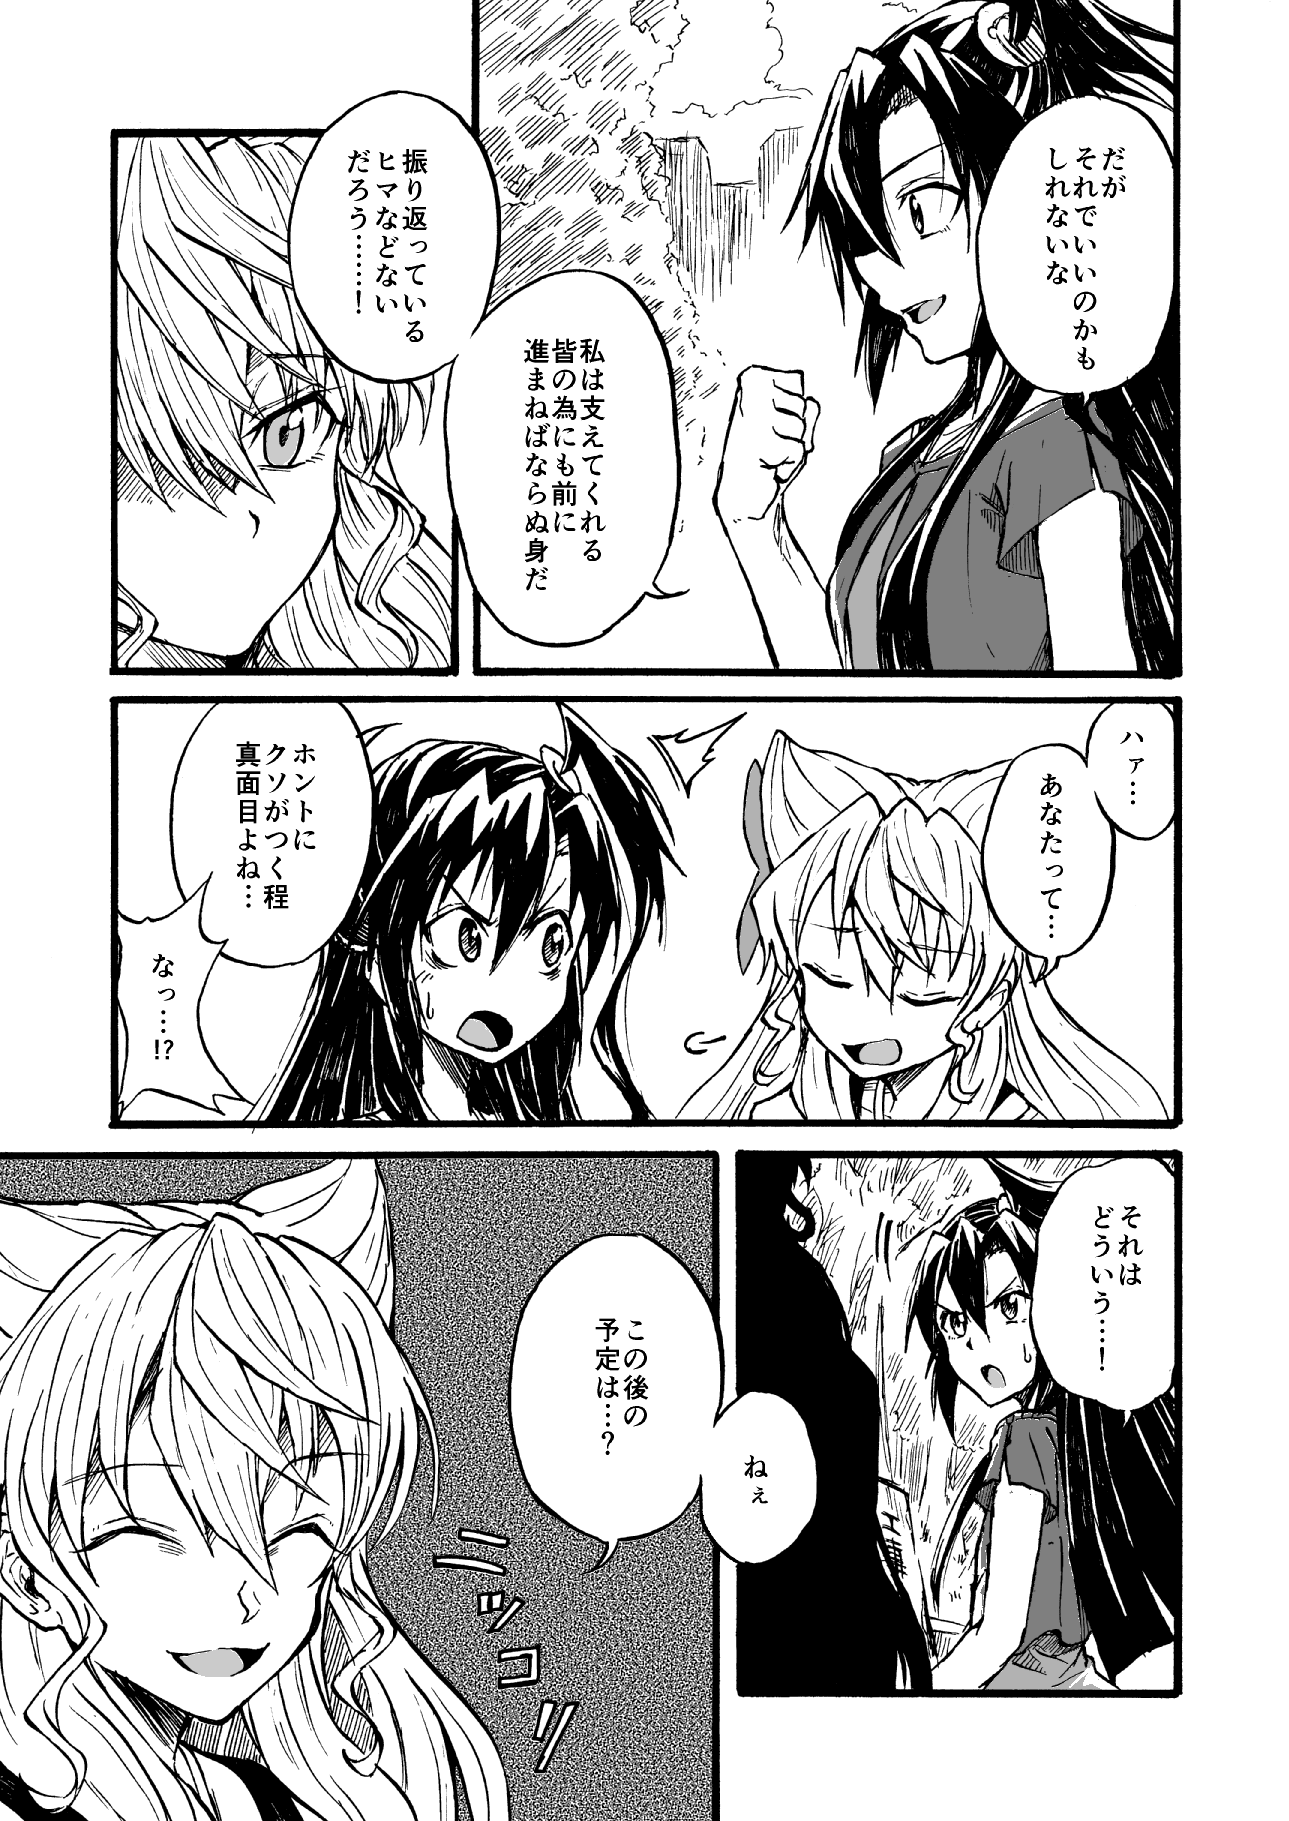 だが
それでいいのかも
しれないな
私は支えてくれる
皆の為にも前に
進まねばならぬ身だ
振り返っている
ヒマなどない
だろう………！
ハァ…
あなたって…
ホントに
クソがつく程
真面目よね…
なっ…!?
それは
どういう…！
ねぇ
この後の
予定は…？
ニッコリ